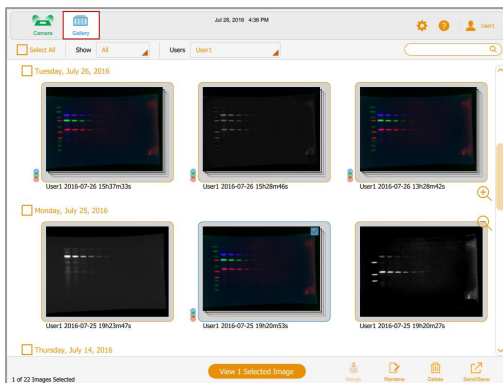 Jul 28, 2016 4:36 PM
Camera
Gallery
User1
Select All
Show
All
Users
User1
Tuesday, July 26, 2016
User1 2016-07-26 15h37m33s
User1 2016-07-26 15h28m46s
User1 2016-07-26 13h28m42s
Monday, July 25, 2016
User1 2016-07-25 19h23m47s
User1 2016-07-25 19h20m53s
User1 2016-07-25 19h20m27s
Thursday, July 14, 2016
1 of 22 Images Selected
View 1 Selected Image
Merge
Rename
Delete
Send/Save